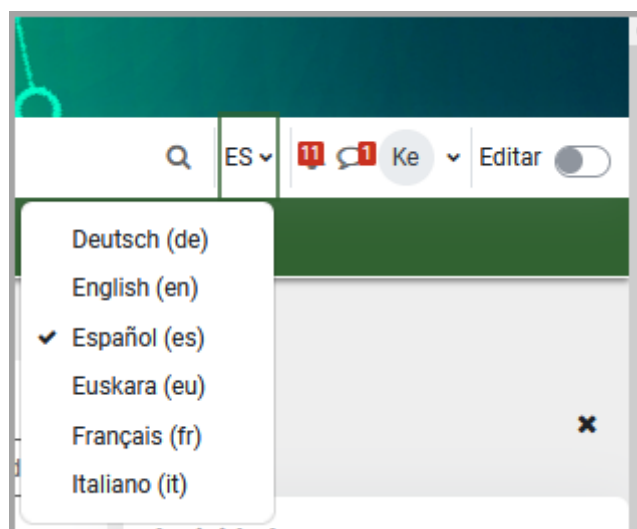 ES 11 1 Ke Editar
Deutsch (de)
English (en)
Español (es)
Euskara (eu)
Français (fr)
Italiano (it)